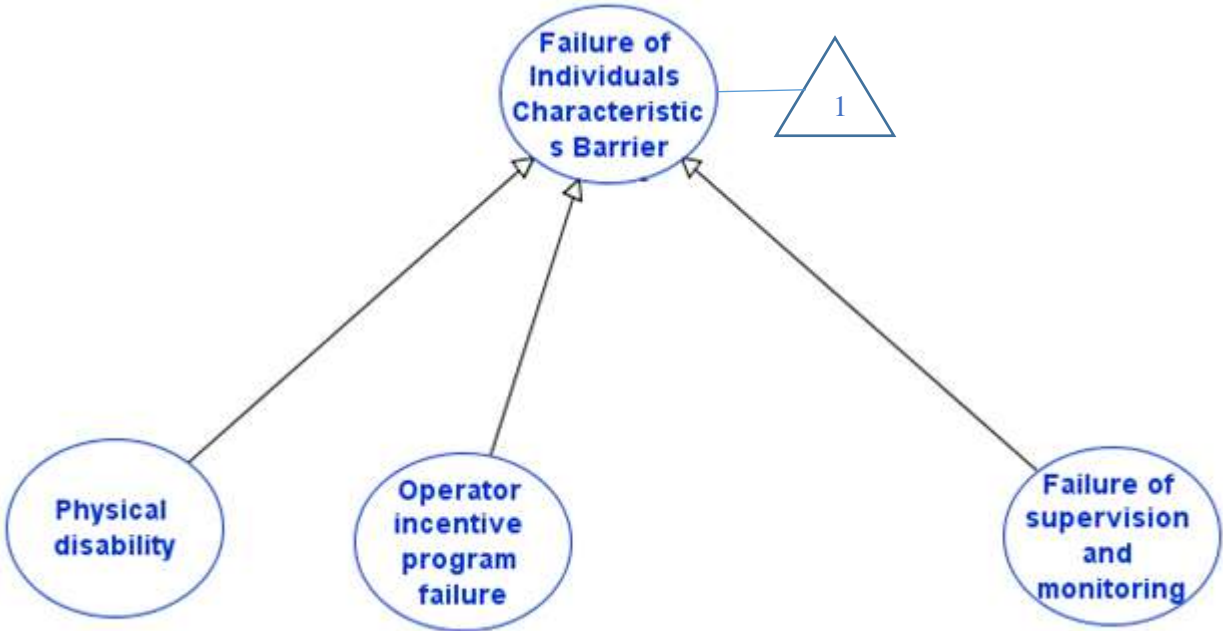 Failure of
Individuals
Characteristic
s Barrier
1
Physical
disability
Operator
incentive
program
failure
Failure of
supervision
and
monitoring